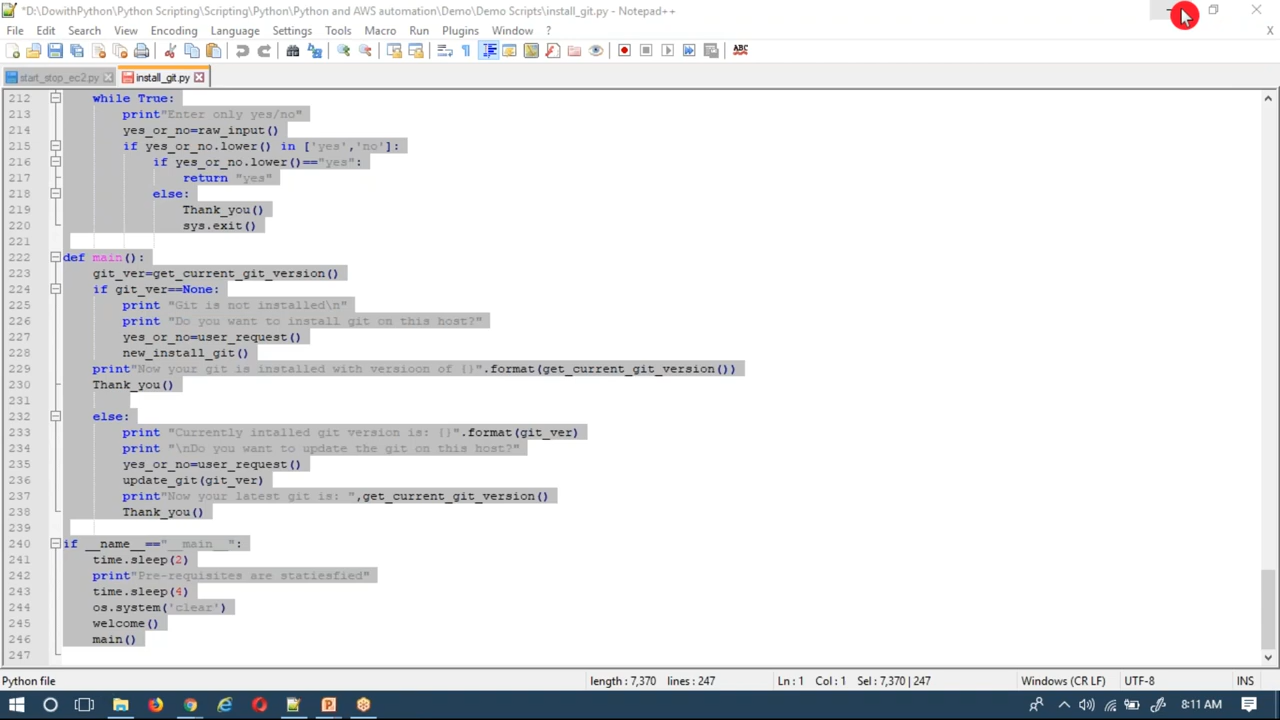 *D:\DowithPython\Python Scripting\Scripting\Python\Python and AWS automation\Demo\Demo Scripts\install_git.py - Notepad++
File Edit Search View Encoding Language Settings Tools Macro Run Plugins Window ? X
ABC
start_stop_ec2.py install_git.py
212 while True:
213 print"Enter only yes/no"
214 yes_or_no=raw_input()
215 if yes_or_no.lower() in ['yes','no']:
216 if yes_or_no.lower()=="yes":
217 return "yes"
218 else:
219 Thank_you()
220 sys.exit()
221
222 def main():
223 git_ver=get_current_git_version()
224 if git_ver==None:
225 print "Git is not installed\n"
226 print "Do you want to install git on this host?"
227 yes_or_no=user_request()
228 new_install_git()
229 print"Now your git is installed with versioon of {}".format(get_current_git_version())
230 Thank_you()
231
232 else:
233 print "Currently intalled git version is: {}".format(git_ver)
234 print "\nDo you want to update the git on this host?"
235 yes_or_no=user_request()
236 update_git(git_ver)
237 print"Now your latest git is: ",get_current_git_version()
238 Thank_you()
239
240 if __name__=="__main__":
241 time.sleep(2)
242 print"Pre-requisites are statiesfied"
243 time.sleep(4)
244 os.system('clear')
245 welcome()
246 main()
247
Python file length : 7,370 lines : 247 Ln : 1 Col : 1 Sel : 7,370 | 247 Windows (CR LF) UTF-8 INS
8:11 AM